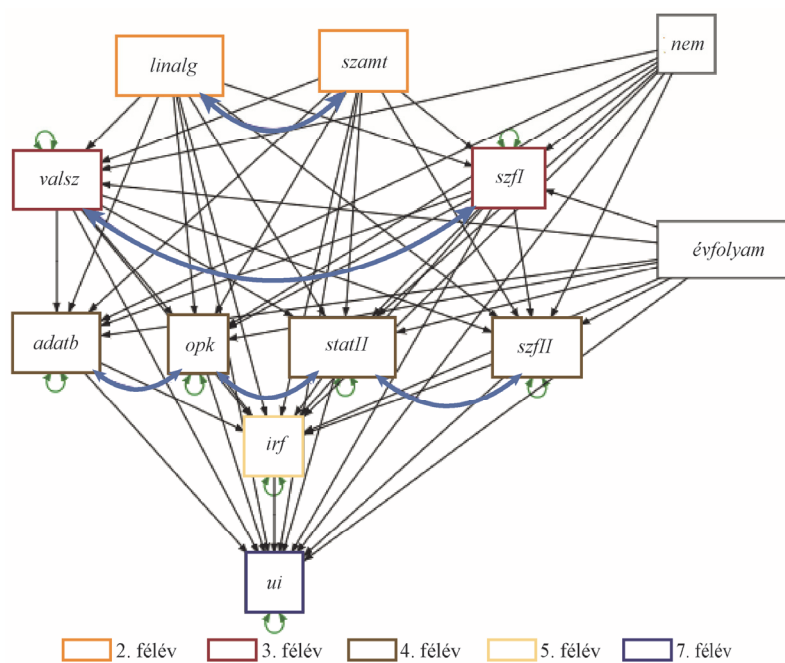 linalg
szamt
nem
valsz
szfI
évfolyam
adatb
opk
statII
szfII
irf
ui
2. félév 3. félév 4. félév 5. félév 7. félév